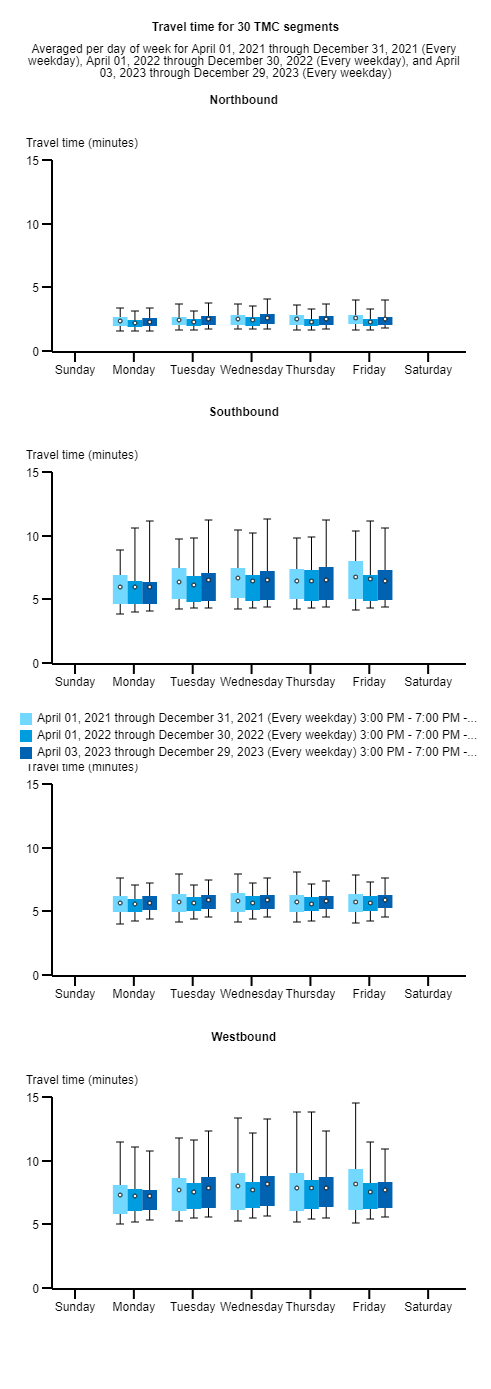 Travel time for 30 TMC segments
Averaged per day of week for April 01, 2021 through December 31, 2021 (Every
weekday), April 01, 2022 through December 30, 2022 (Every weekday), and April
03, 2023 through December 29, 2023 (Every weekday)
Northbound
Travel time (minutes)
15
10
5
0
Sunday Monday Tuesday Wednesday Thursday Friday Saturday
Southbound
Travel time (minutes)
15
10
5
0
Sunday Monday Tuesday Wednesday Thursday Friday Saturday
April 01, 2021 through December 31, 2021 (Every weekday) 3:00 PM - 7:00 PM -...
April 01, 2022 through December 30, 2022 (Every weekday) 3:00 PM - 7:00 PM -...
April 03, 2023 through December 29, 2023 (Every weekday) 3:00 PM - 7:00 PM -...
Travel time (minutes)
15
10
5
0
Sunday Monday Tuesday Wednesday Thursday Friday Saturday
Westbound
Travel time (minutes)
15
10
5
0
Sunday Monday Tuesday Wednesday Thursday Friday Saturday